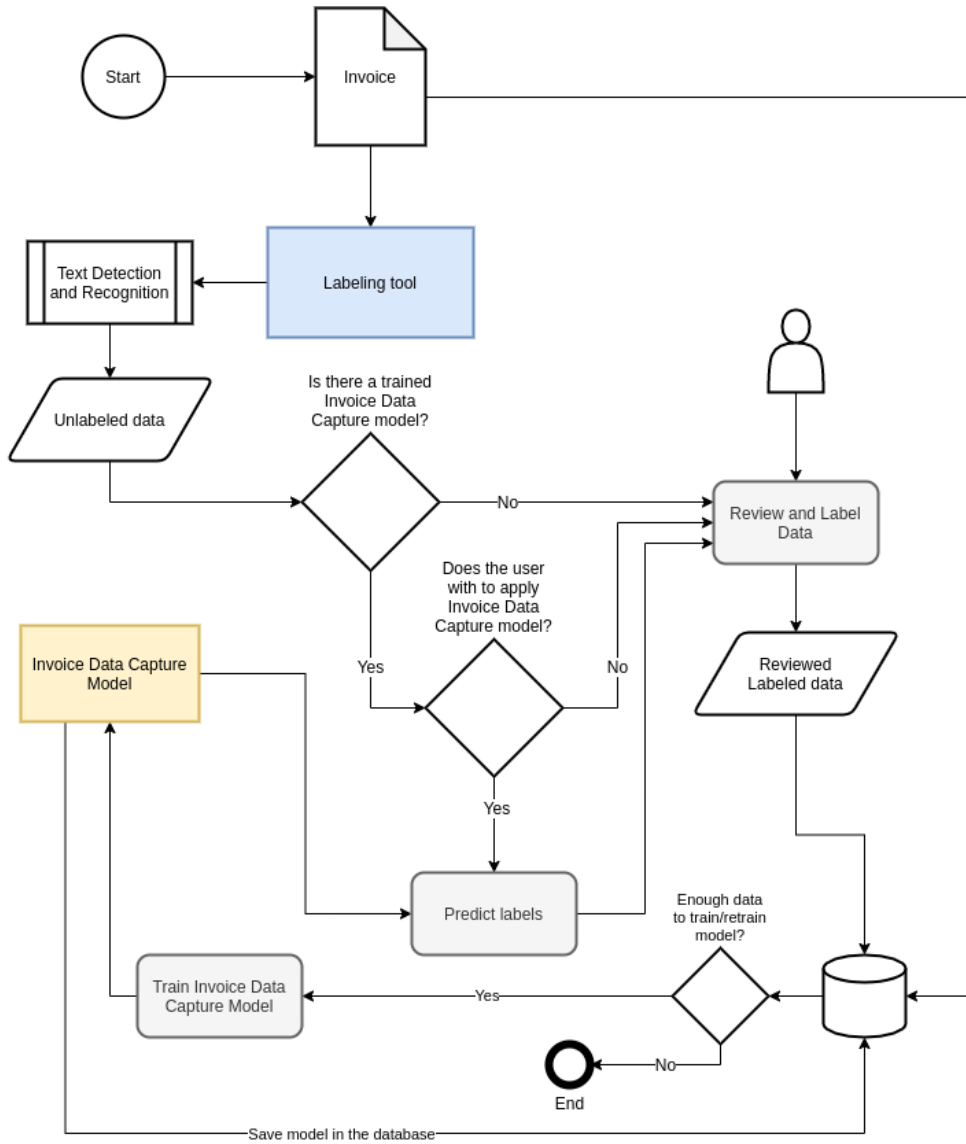 Start
Invoice
Labeling tool
Text Detection
and Recognition
Unlabeled data
Is there a trained
Invoice Data
Capture model?
No
Review and Label
Data
Does the user
with to apply
Invoice Data
Capture model?
Yes
No
Invoice Data Capture
Model
Reviewed
Labeled data
Yes
Predict labels
Enough data
to train/retrain
model?
Train Invoice Data
Capture Model
Yes
No
End
Save model in the database